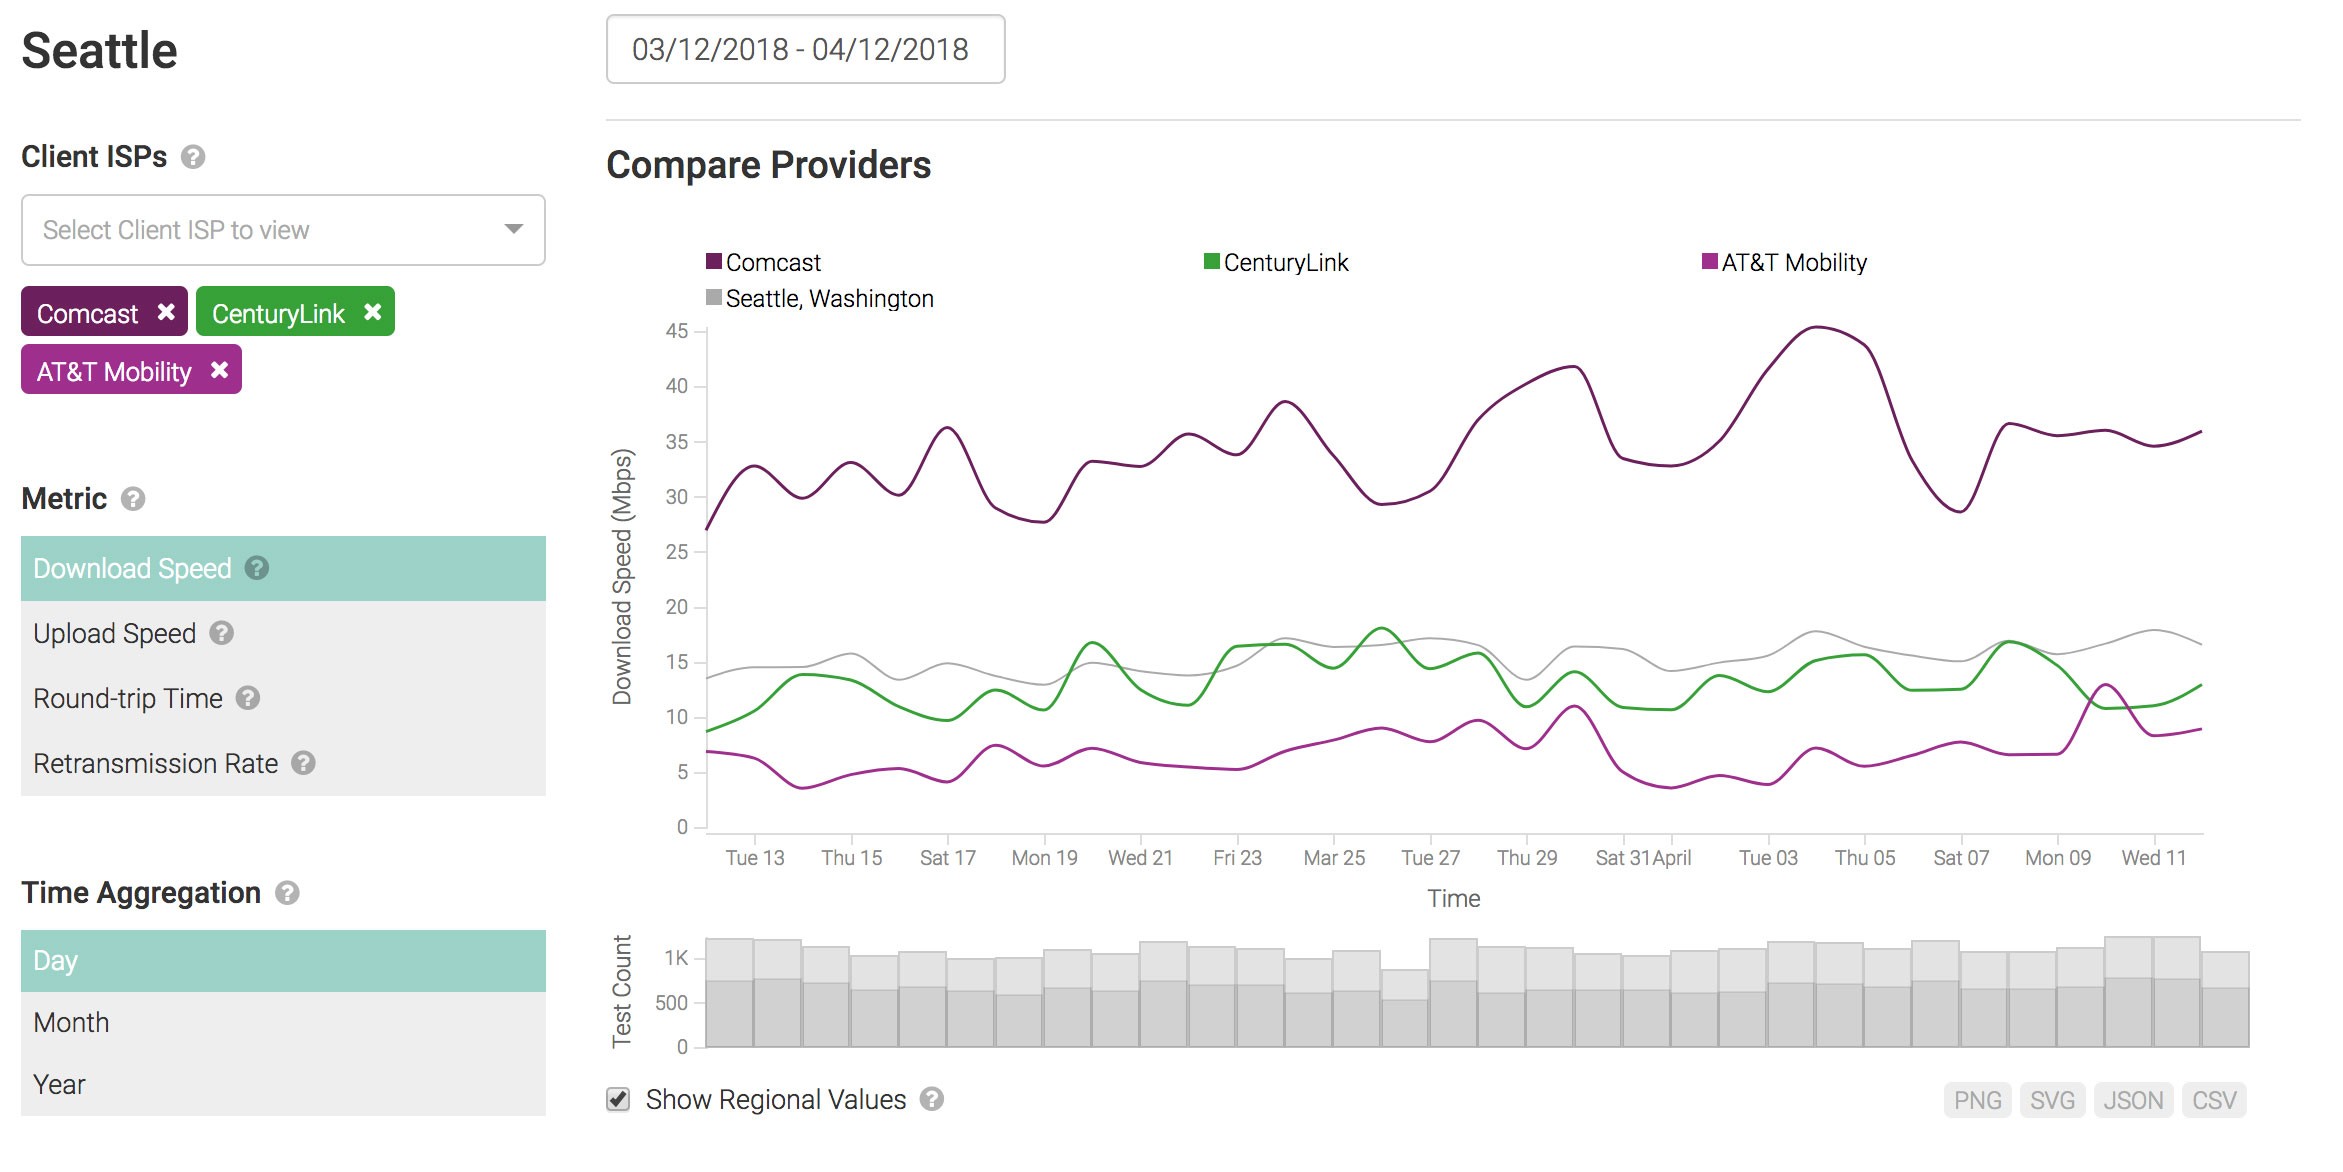 Seattle
03/12/2018 - 04/12/2018
Client ISPs ?
Select Client ISP to view
Comcast ✖ CenturyLink ✖
AT&T Mobility ✖
Metric ?
Download Speed ?
Upload Speed ?
Round-trip Time ?
Retransmission Rate ?
Time Aggregation ?
Day
Month
Year
Compare Providers
Comcast CenturyLink AT&T Mobility
Seattle, Washington
Download Speed (Mbps)
45
40
35
30
25
20
15
10
5
0
Tue 13 Thu 15 Sat 17 Mon 19 Wed 21 Fri 23 Mar 25 Tue 27 Thu 29 Sat 31 April Tue 03 Thu 05 Sat 07 Mon 09 Wed 11
Time
Test Count
1K
500
0
Show Regional Values ?
PNG SVG JSON CSV